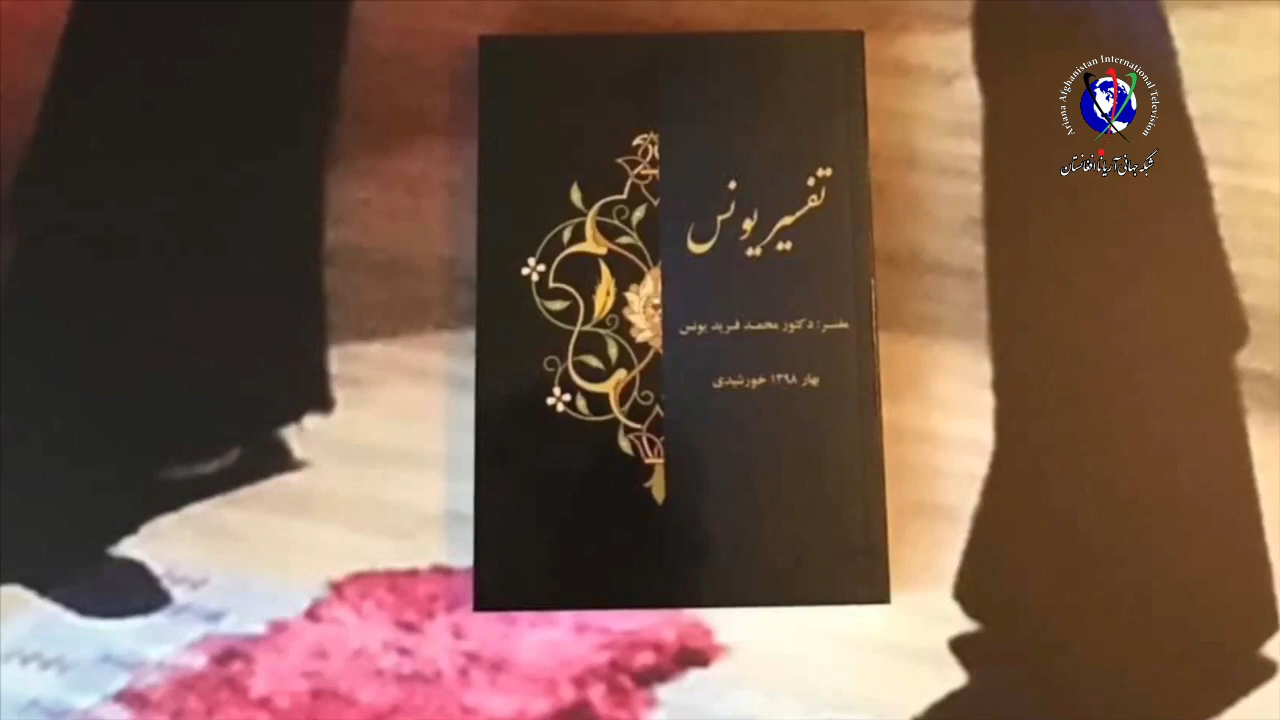 تفسیر یونس
مفسر: دکتور محمد فرید یونس
بهار ۱۳۹۸ خورشیدی
Ariana Afghanistan International Television
شبکه جهانی آریانا افغانستان